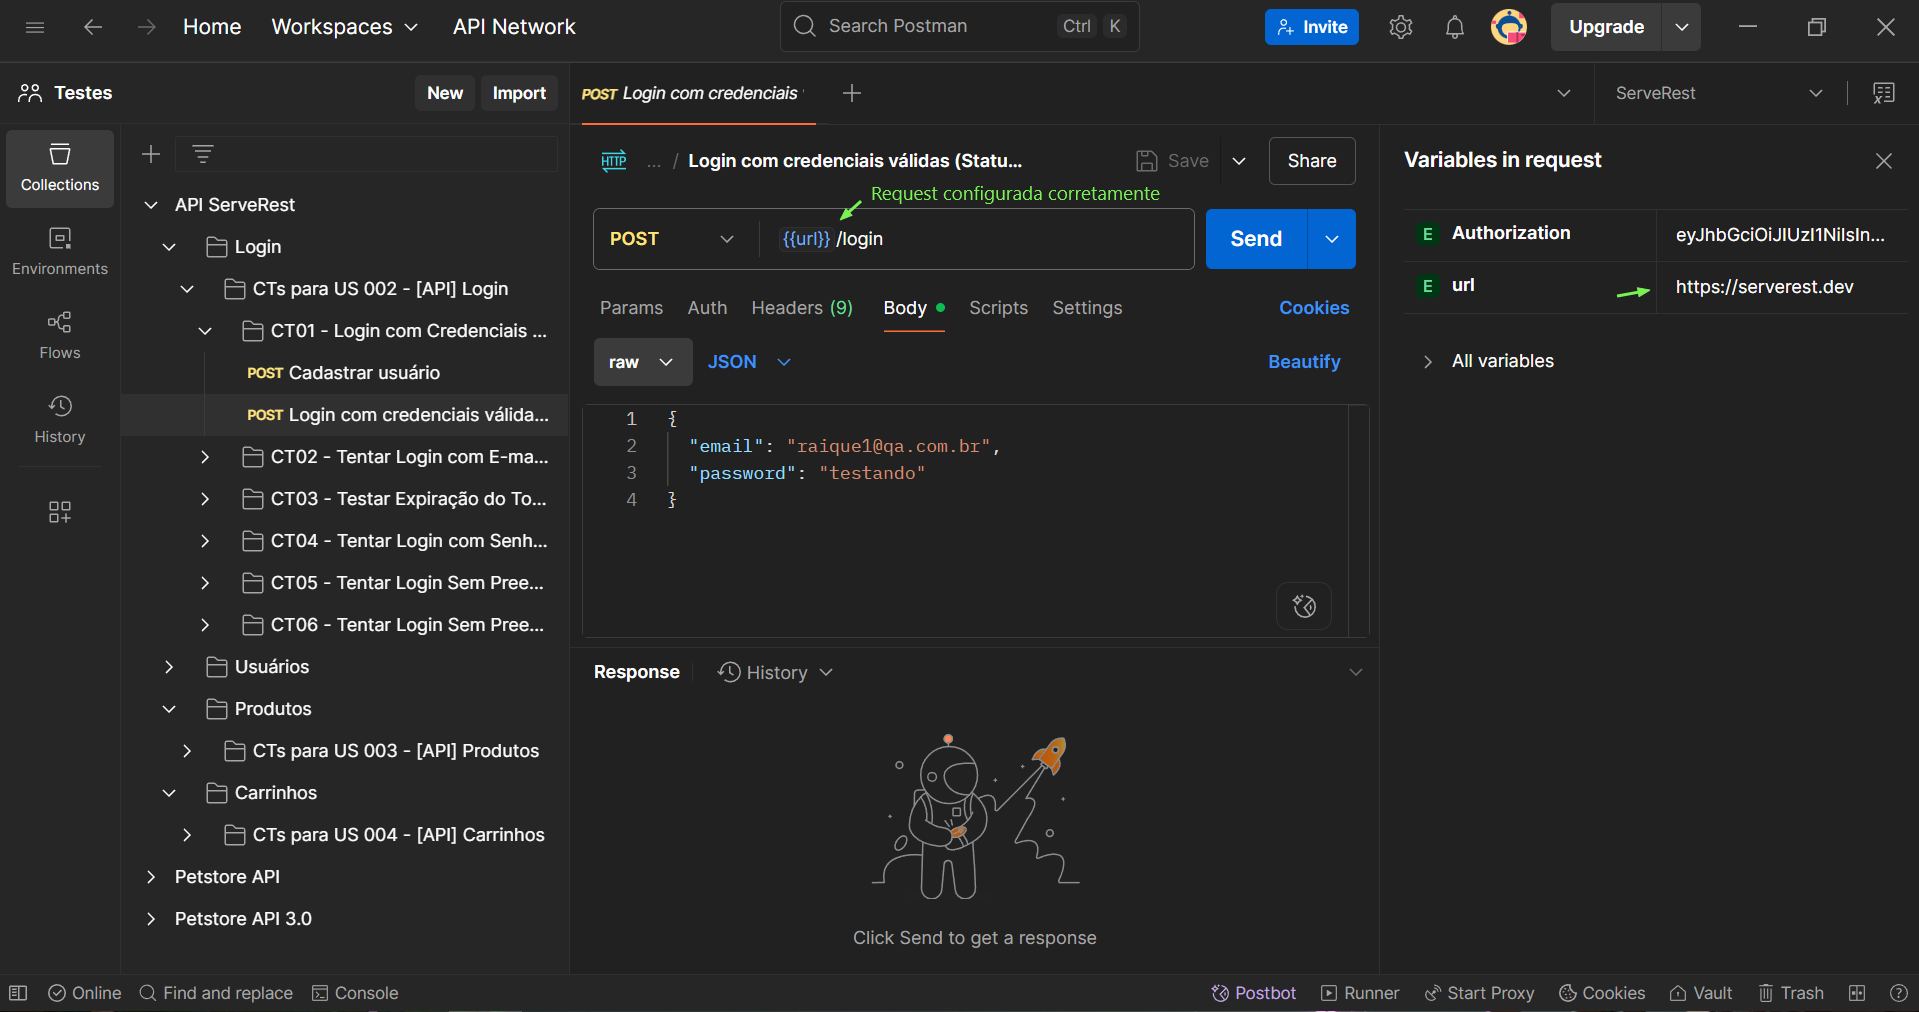 Home Workspaces API Network Search Postman Ctrl K Invite Upgrade
Testes New Import POST Login com credenciais ServeRest
Collections
Environments
Flows
History
API ServeRest
Login
CTs para US 002 - [API] Login
CT01 - Login com Credenciais ...
POST Cadastrar usuário
POST Login com credenciais válida...
CT02 - Tentar Login com E-ma...
CT03 - Testar Expiração do To...
CT04 - Tentar Login com Senh...
CT05 - Tentar Login Sem Pree...
CT06 - Tentar Login Sem Pree...
Usuários
Produtos
CTs para US 003 - [API] Produtos
Carrinhos
CTs para US 004 - [API] Carrinhos
Petstore API
Petstore API 3.0
HTTP ... / Login com credenciais válidas (Statu... Save Share
Request configurada corretamente
POST {{url}}/login Send
Params Auth Headers (9) Body Scripts Settings Cookies
raw JSON Beautify
1 {
2 "email": "raique1@qa.com.br",
3 "password": "testando"
4 }
Response History
Click Send to get a response
Variables in request
E Authorization eyJhbGciOiJIUzI1NiIsIn...
E url https://serverest.dev
All variables
Online Find and replace Console Postbot Runner Start Proxy Cookies Vault Trash